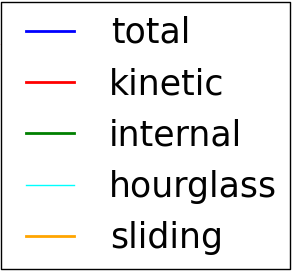 total
kinetic
internal
hourglass
sliding